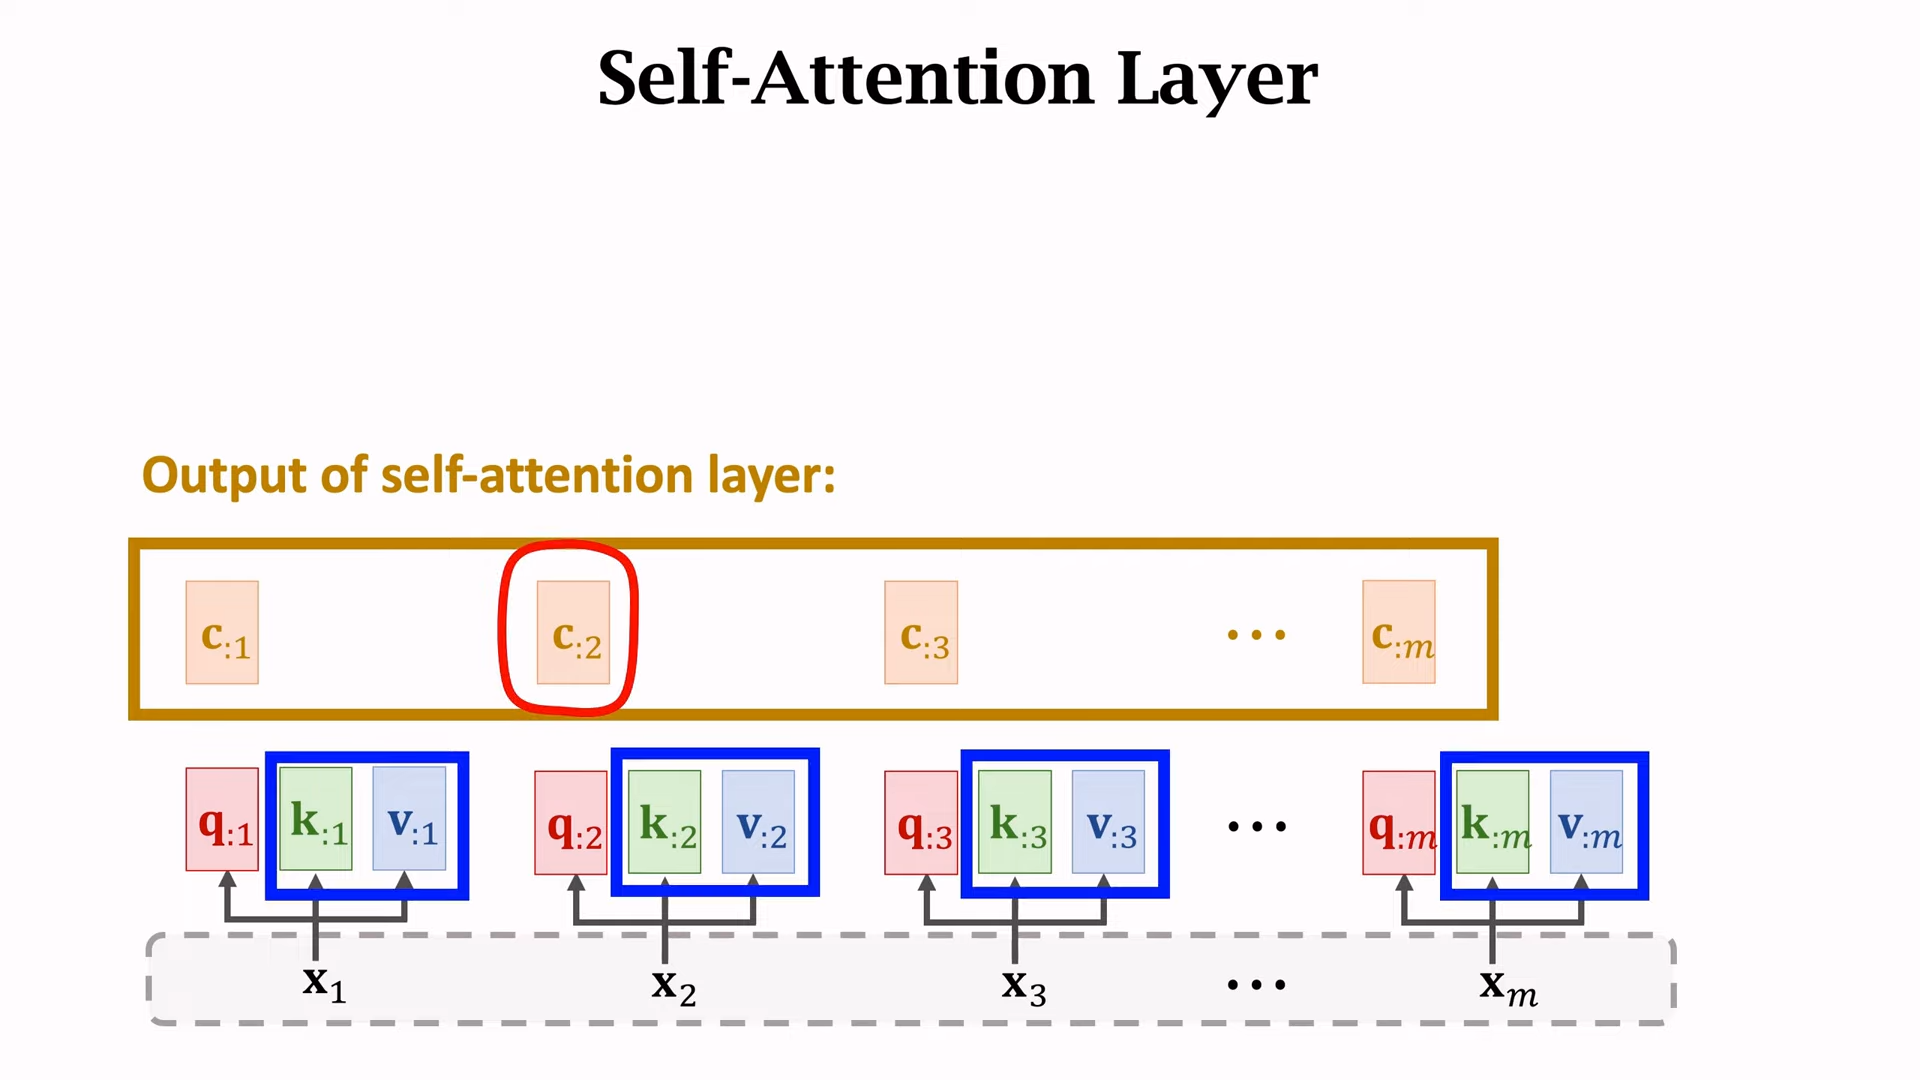 Self-Attention Layer
Output of self-attention layer:
c:1 c:2 c:3 ⋯ c:m
q:1 k:1 v:1 q:2 k:2 v:2 q:3 k:3 v:3 ⋯ q:m k:m v:m
x1 x2 x3 ⋯ xm